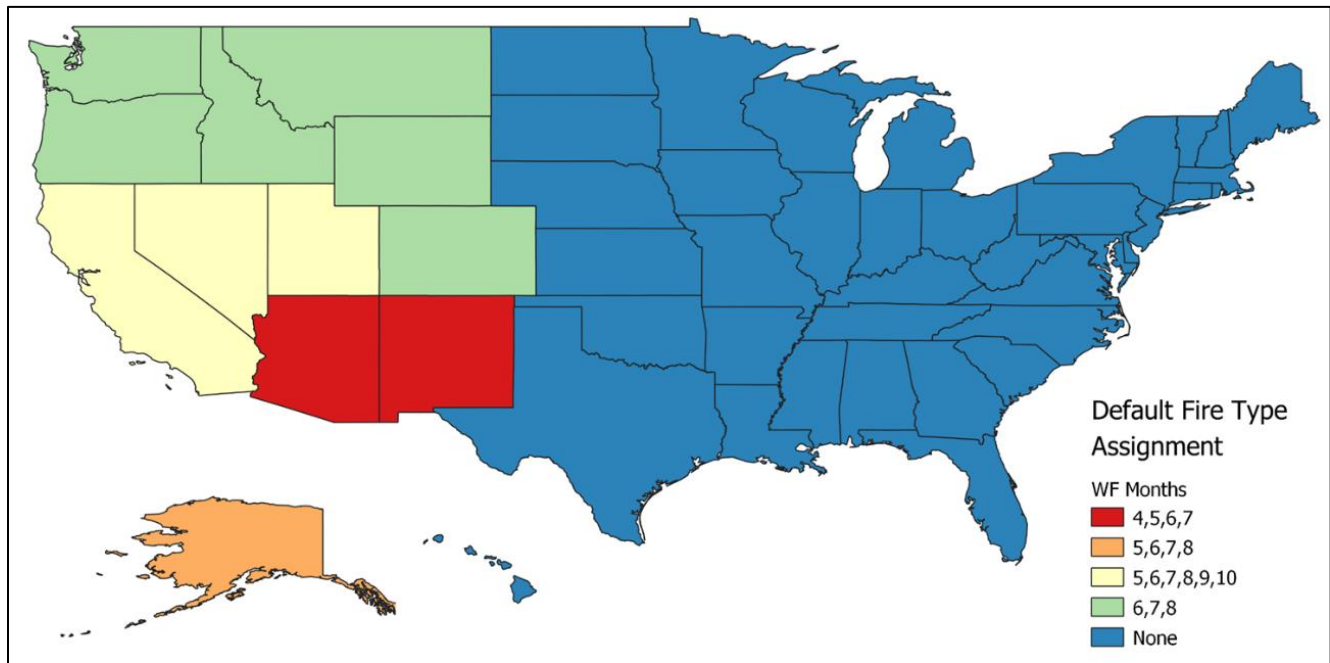 Default Fire Type
Assignment
WF Months
4,5,6,7
5,6,7,8
5,6,7,8,9,10
6,7,8
None